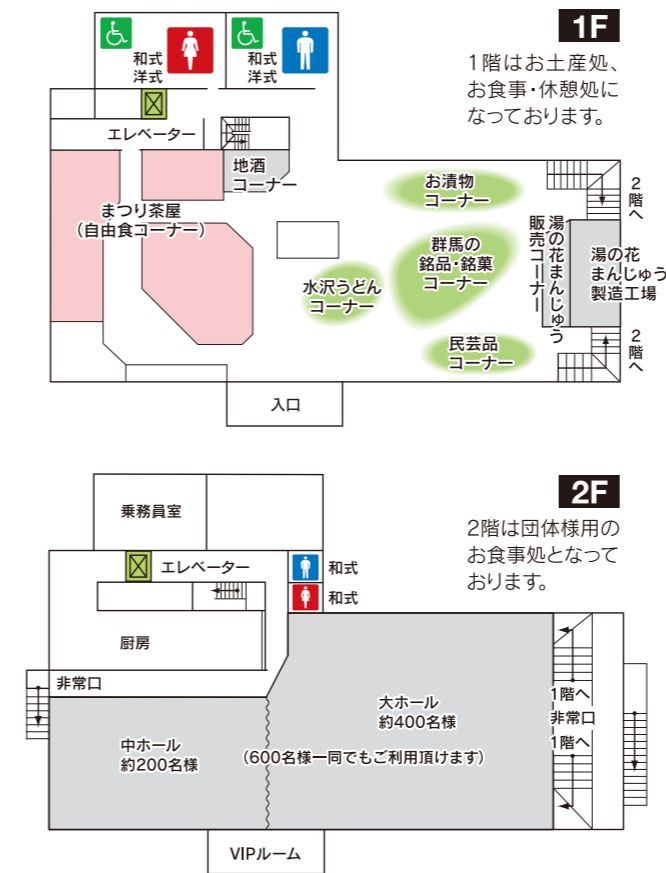 1F
1階はお土産処、
お食事・休憩処に
なっております。
和式
洋式
和式
洋式
エレベーター
地酒
コーナー
まつり茶屋
（自由食コーナー）
お漬物
コーナー
群馬の
銘品・銘菓
コーナー
水沢うどん
コーナー
民芸品
コーナー
湯の花まんじゅう
販売コーナー
湯の花
まんじゅう
製造工場
2階へ
2階へ
入口
2F
2階は団体様用の
お食事処となって
おります。
乗務員室
エレベーター
和式
和式
厨房
非常口
中ホール
約200名様
大ホール
約400名様
（600名様一同でもご利用頂けます）
1階へ
非常口
1階へ
VIPルーム